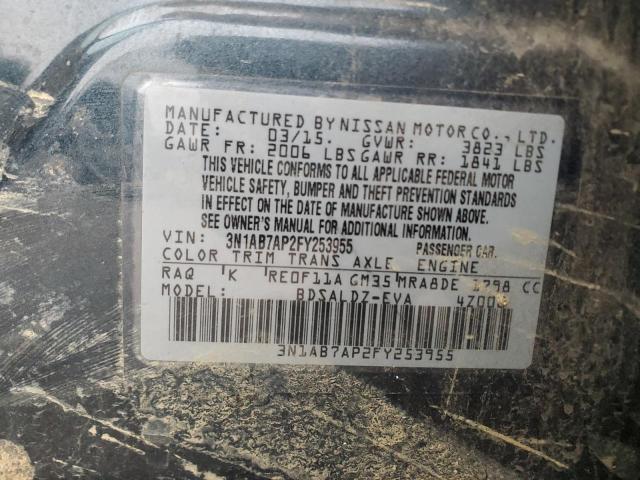 MANUFACTURED BY NISSAN MOTOR CO., LTD.
DATE: 03/15. GVWR: 3823 LBS
GAWR FR: 2006 LBS GAWR RR: 1841 LBS
THIS VEHICLE CONFORMS TO ALL APPLICABLE FEDERAL MOTOR
VEHICLE SAFETY, BUMPER AND THEFT PREVENTION STANDARDS
IN EFFECT ON THE DATE OF MANUFACTURE SHOWN ABOVE.
SEE OWNER'S MANUAL FOR ADDITIONAL INFORMATION
VIN: 3N1AB7AP2FY253955 PASSENGER CAR.
COLOR TRIM TRANS AXLE ENGINE
RAQ K RE0F11A GM35 MRA8DE 1798 CC
MODEL: BDSALDZ-EVA
3N1AB7AP2FY253955